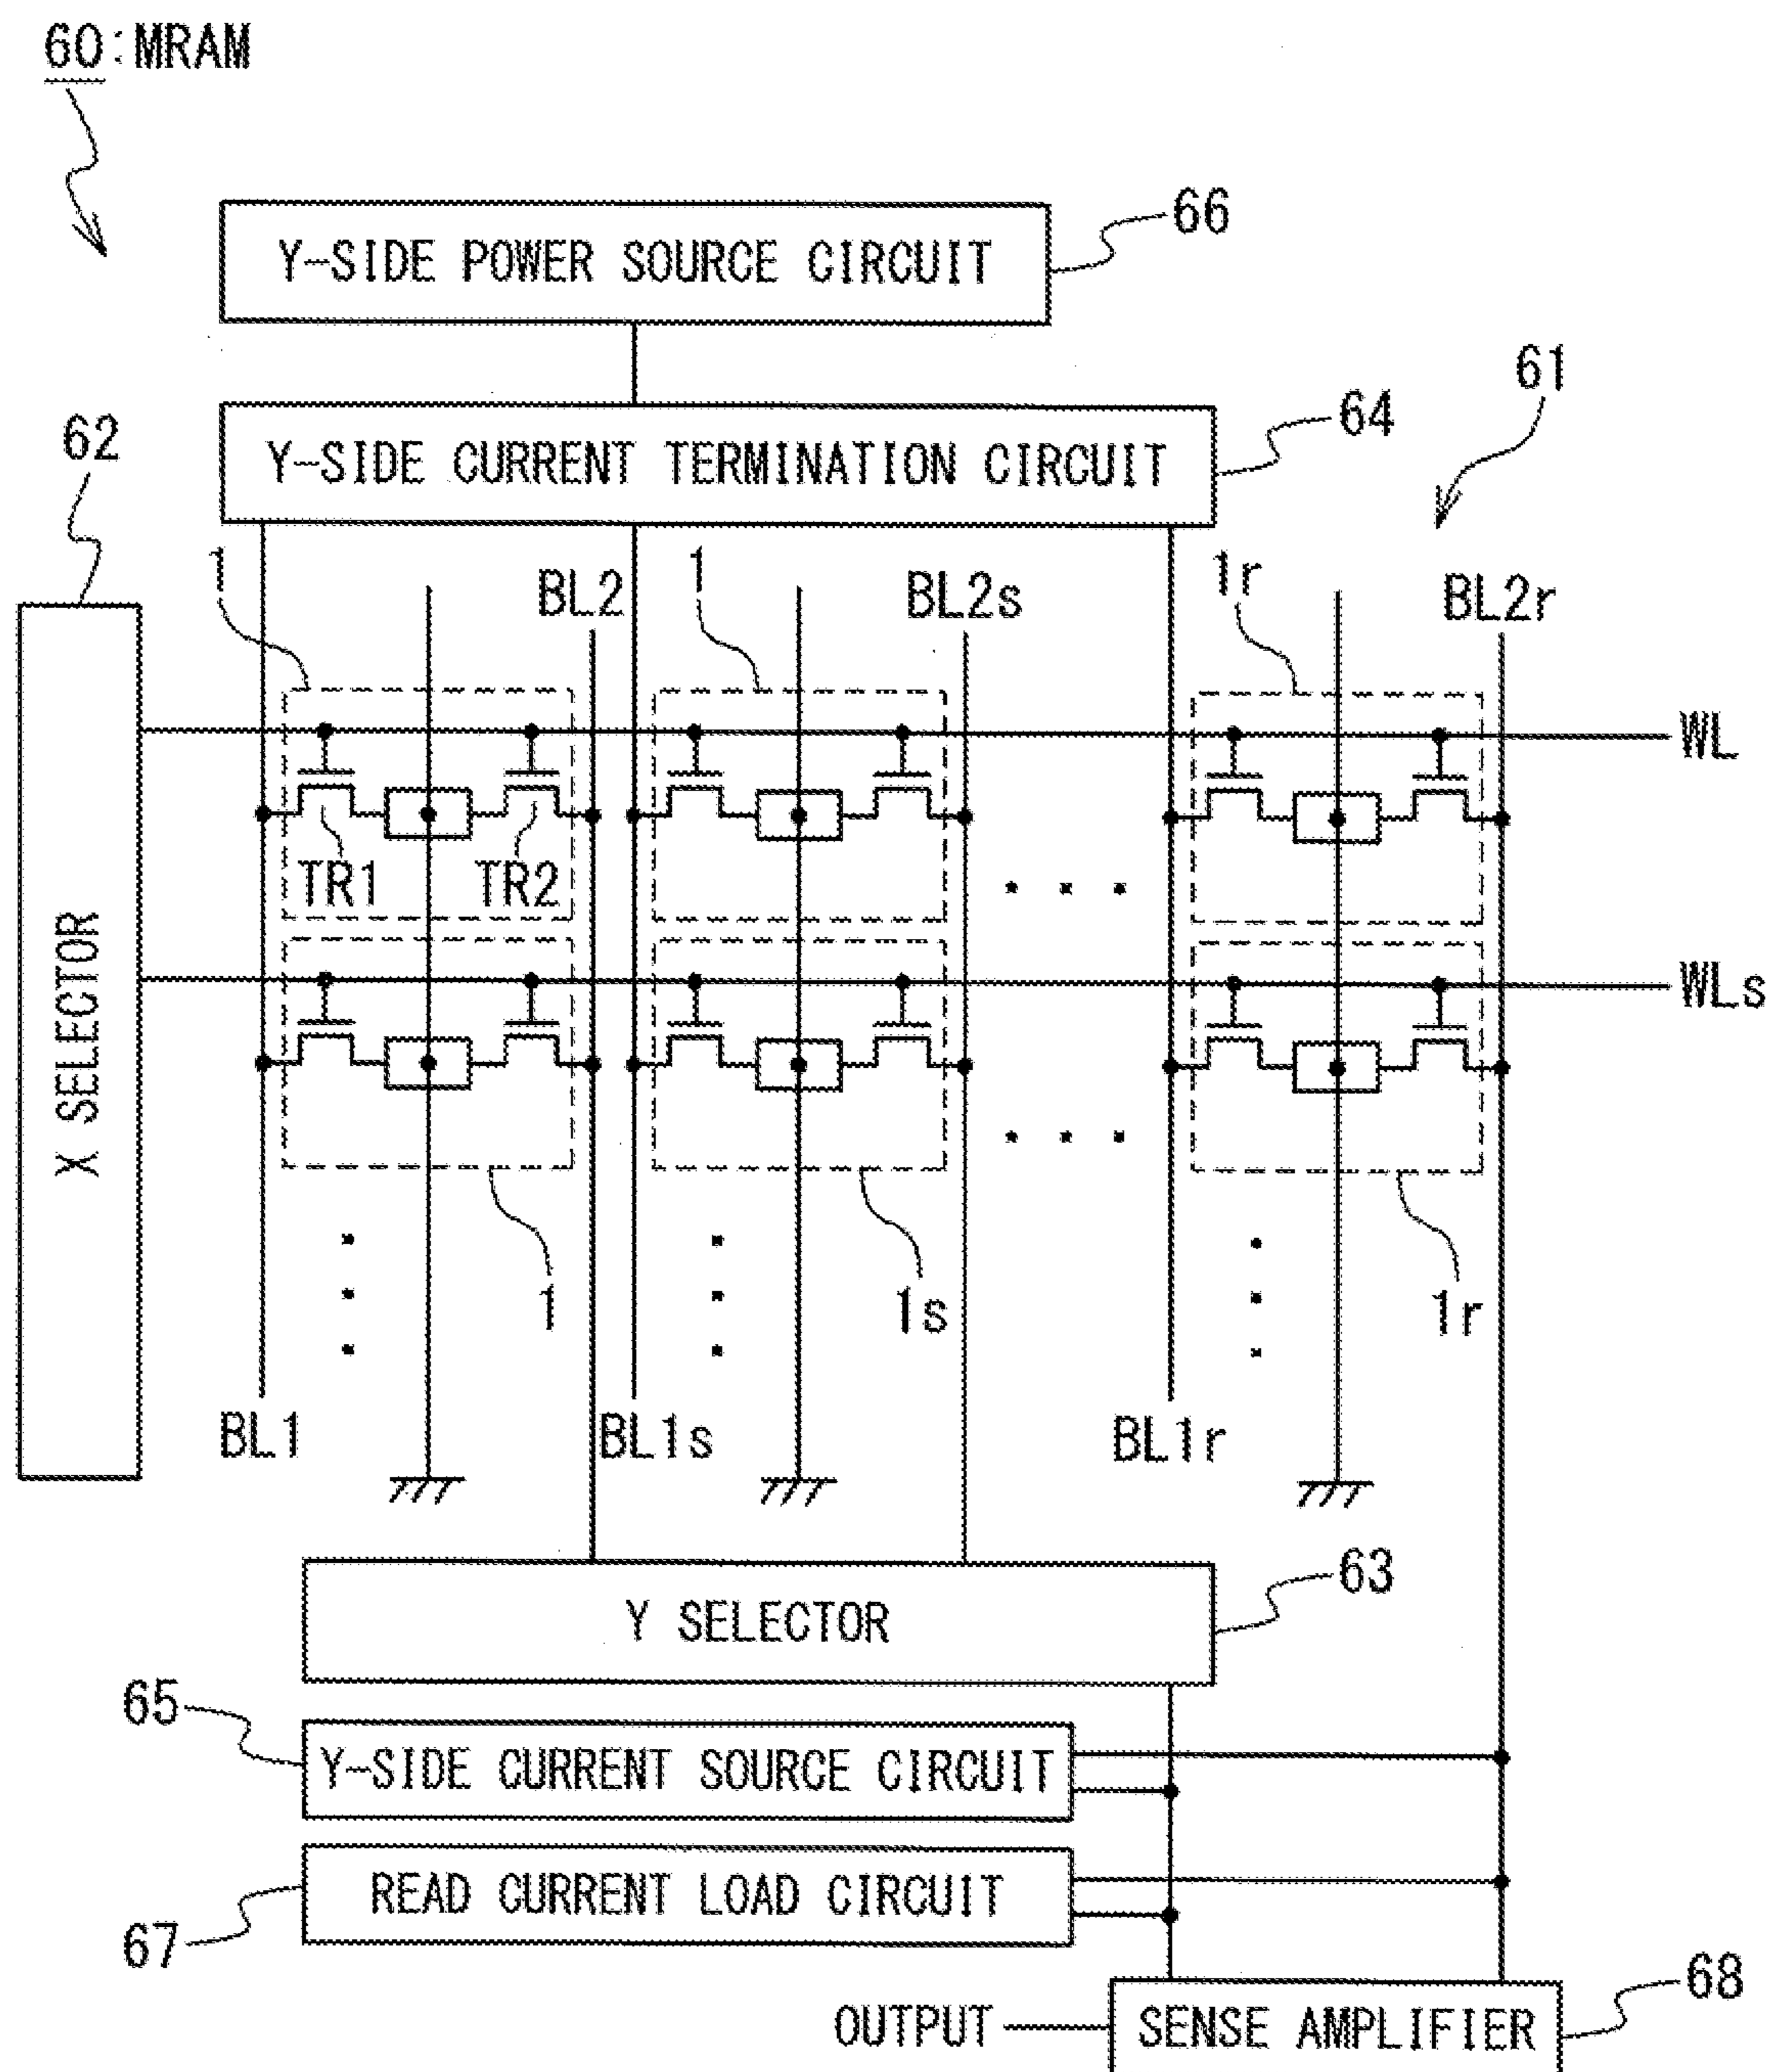 60:MRAM
66
Y-SIDE POWER SOURCE CIRCUIT
61
64
62
Y-SIDE CURRENT TERMINATION CIRCUIT
1
BL2
1
BL2s
1r
BL2r
WL
TR1
TR2
X SELECTOR
WLs
1
1s
1r
BL1
BL1s
BL1r
63
Y SELECTOR
65
Y-SIDE CURRENT SOURCE CIRCUIT
READ CURRENT LOAD CIRCUIT
67
68
OUTPUT
SENSE AMPLIFIER